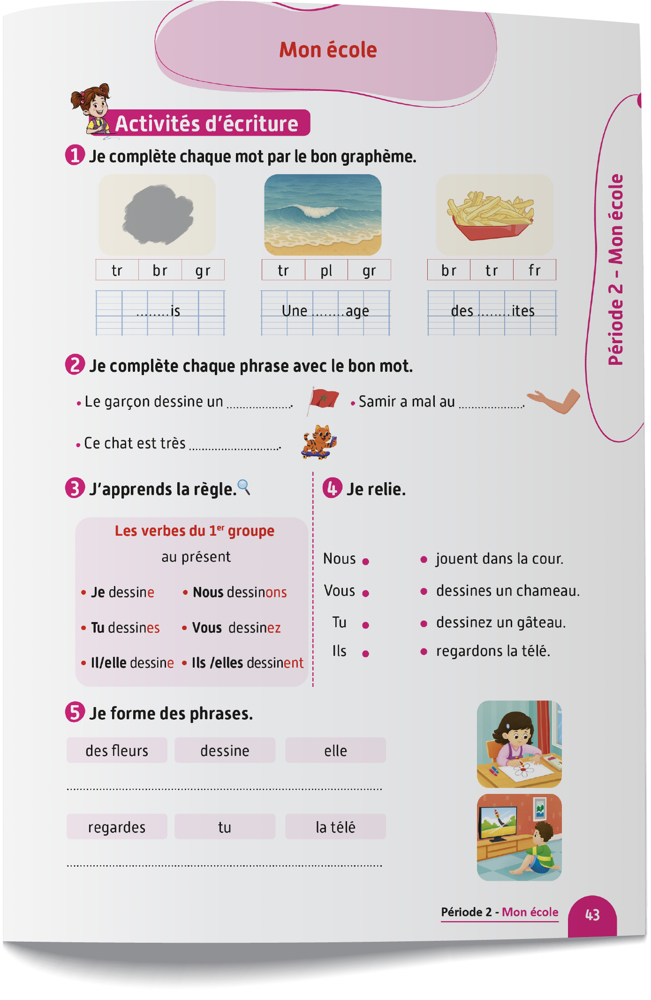 Mon école
Activités d'écriture
1 Je complète chaque mot par le bon graphème.
tr br gr
tr pl gr
br tr fr
........is
Une ........age
des ........ites
2 Je complète chaque phrase avec le bon mot.
• Le garçon dessine un ..................
• Samir a mal au ..................
• Ce chat est très .........................
3 J'apprends la règle.
Les verbes du 1er groupe
au présent
• Je dessine • Nous dessinons
• Tu dessines • Vous dessinez
• Il/elle dessine • Ils /elles dessinent
4 Je relie.
Nous • • jouent dans la cour.
Vous • • dessines un chameau.
Tu • • dessinez un gâteau.
Ils • • regardons la télé.
5 Je forme des phrases.
des fleurs dessine elle
regardes tu la télé
Période 2 - Mon école 43
Période 2 - Mon école